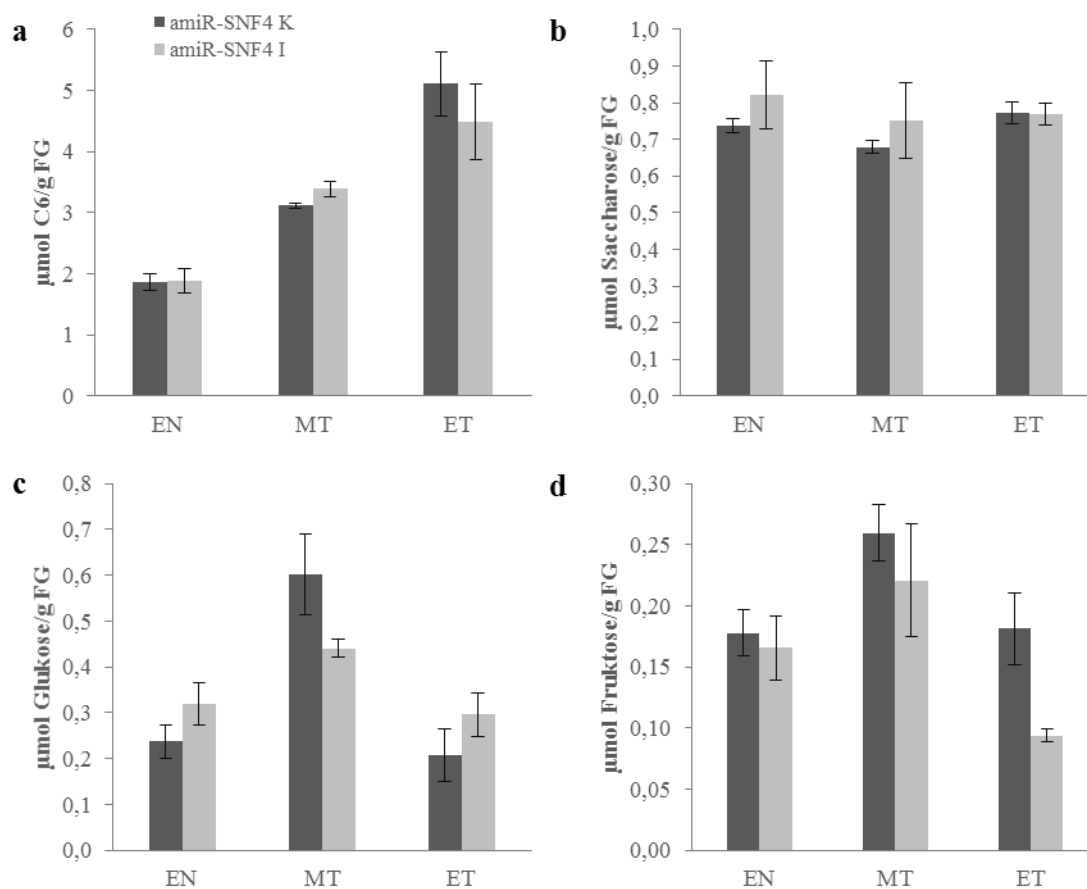 a
amiR-SNF4 K
amiR-SNF4 I
µmol C6/g FG
6
5
4
3
2
1
0
EN MT ET
b
µmol Saccharose/g FG
1,0
0,9
0,8
0,7
0,6
0,5
0,4
0,3
0,2
0,1
0,0
EN MT ET
c
µmol Glukose/g FG
0,8
0,7
0,6
0,5
0,4
0,3
0,2
0,1
0,0
EN MT ET
d
µmol Fruktose/g FG
0,30
0,25
0,20
0,15
0,10
0,05
0,00
EN MT ET